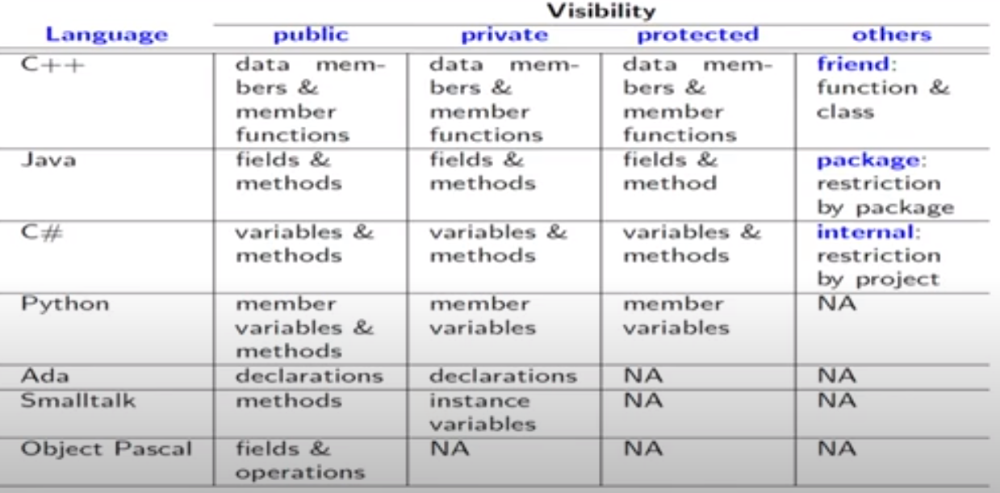 Visibility
Language public private protected others
C++ data mem- data mem- data mem- friend:
bers & bers & bers & function &
member member member class
functions functions functions
Java fields & fields & fields & package:
methods methods method restriction
by package
C# variables & variables & variables & internal:
methods methods methods restriction
by project
Python member member member NA
variables & variables variables
methods
Ada declarations declarations NA NA
Smalltalk methods instance NA NA
variables
Object Pascal fields & NA NA NA
operations